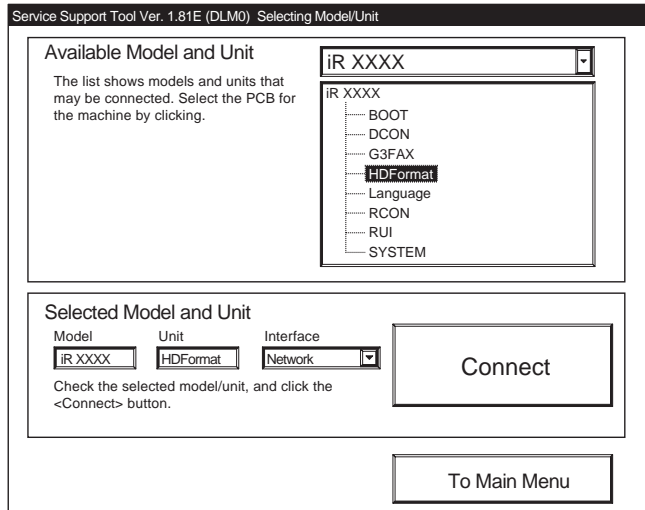 Service Support Tool Ver. 1.81E (DLM0) Selecting Model/Unit
Available Model and Unit
The list shows models and units that
may be connected. Select the PCB for
the machine by clicking.
iR XXXX
iR XXXX
BOOT
DCON
G3FAX
HDFormat
Language
RCON
RUI
SYSTEM
Selected Model and Unit
Model Unit Interface
iR XXXX HDFormat Network
Check the selected model/unit, and click the
<Connect> button.
Connect
To Main Menu